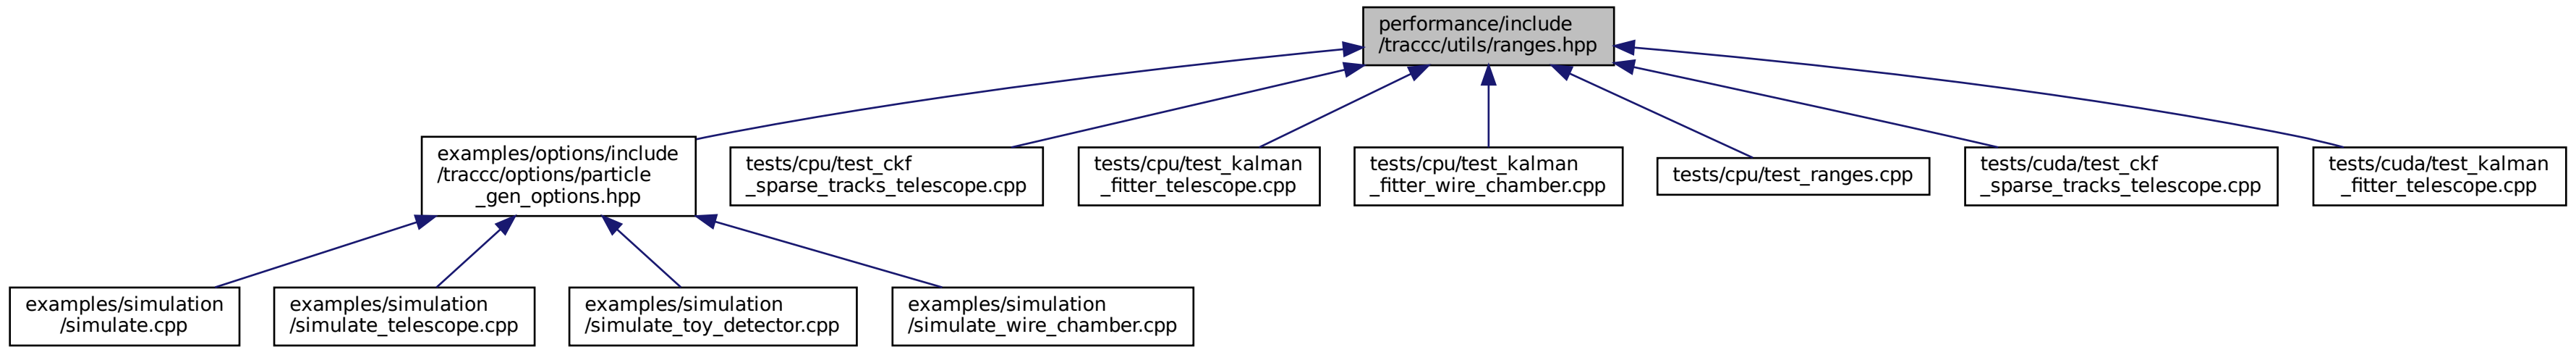 performance/include
/traccc/utils/ranges.hpp
examples/options/include
/traccc/options/particle
_gen_options.hpp
tests/cpu/test_ckf
_sparse_tracks_telescope.cpp
tests/cpu/test_kalman
_fitter_telescope.cpp
tests/cpu/test_kalman
_fitter_wire_chamber.cpp
tests/cpu/test_ranges.cpp
tests/cuda/test_ckf
_sparse_tracks_telescope.cpp
tests/cuda/test_kalman
_fitter_telescope.cpp
examples/simulation
/simulate.cpp
examples/simulation
/simulate_telescope.cpp
examples/simulation
/simulate_toy_detector.cpp
examples/simulation
/simulate_wire_chamber.cpp